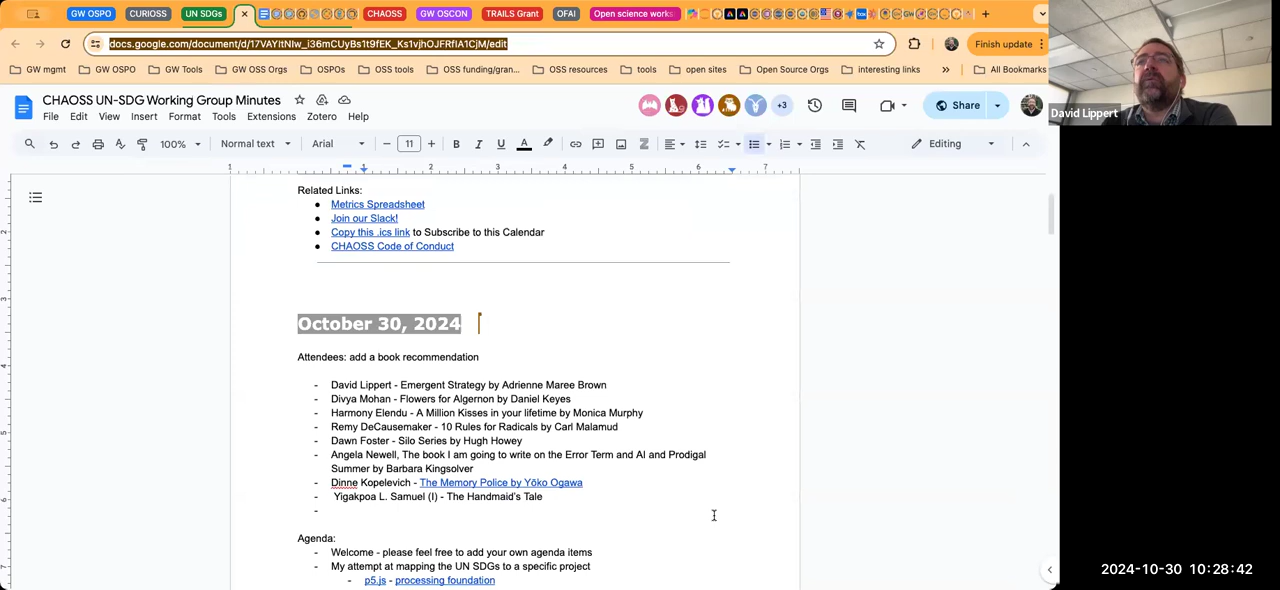 GW OSPO
CURIOSS
UN SDGs
CHAOSS
GW OSCON
TRAILS Grant
OFAI
Open science works
docs.google.com/document/d/17VAYltNIw_i36mCUyBs1t9fEK_Ks1vjhOJFRfIA1CjM/edit
Finish update
GW mgmt
GW OSPO
GW Tools
GW OSS Orgs
OSPOs
OSS tools
OSS funding/gran...
OSS resources
tools
open sites
Open Source Orgs
interesting links
»
All Bookmarks
CHAOSS UN-SDG Working Group Minutes
+3
Share
David Lippert
File Edit View Insert Format Tools Extensions Zotero Help
100%
Normal text
Arial
11
Editing
1 1 2 3 4 5 6 7
Related Links:
● Metrics Spreadsheet
● Join our Slack!
● Copy this .ics link to Subscribe to this Calendar
● CHAOSS Code of Conduct
October 30, 2024
Attendees: add a book recommendation
- David Lippert - Emergent Strategy by Adrienne Maree Brown
- Divya Mohan - Flowers for Algernon by Daniel Keyes
- Harmony Elendu - A Million Kisses in your lifetime by Monica Murphy
- Remy DeCausemaker - 10 Rules for Radicals by Carl Malamud
- Dawn Foster - Silo Series by Hugh Howey
- Angela Newell, The book I am going to write on the Error Term and AI and Prodigal
Summer by Barbara Kingsolver
- Dinne Kopelevich - The Memory Police by Yōko Ogawa
- Yigakpoa L. Samuel (I) - The Handmaid's Tale
-
Agenda:
- Welcome - please feel free to add your own agenda items
- My attempt at mapping the UN SDGs to a specific project
- p5.js - processing foundation
2024-10-30 10:28:42